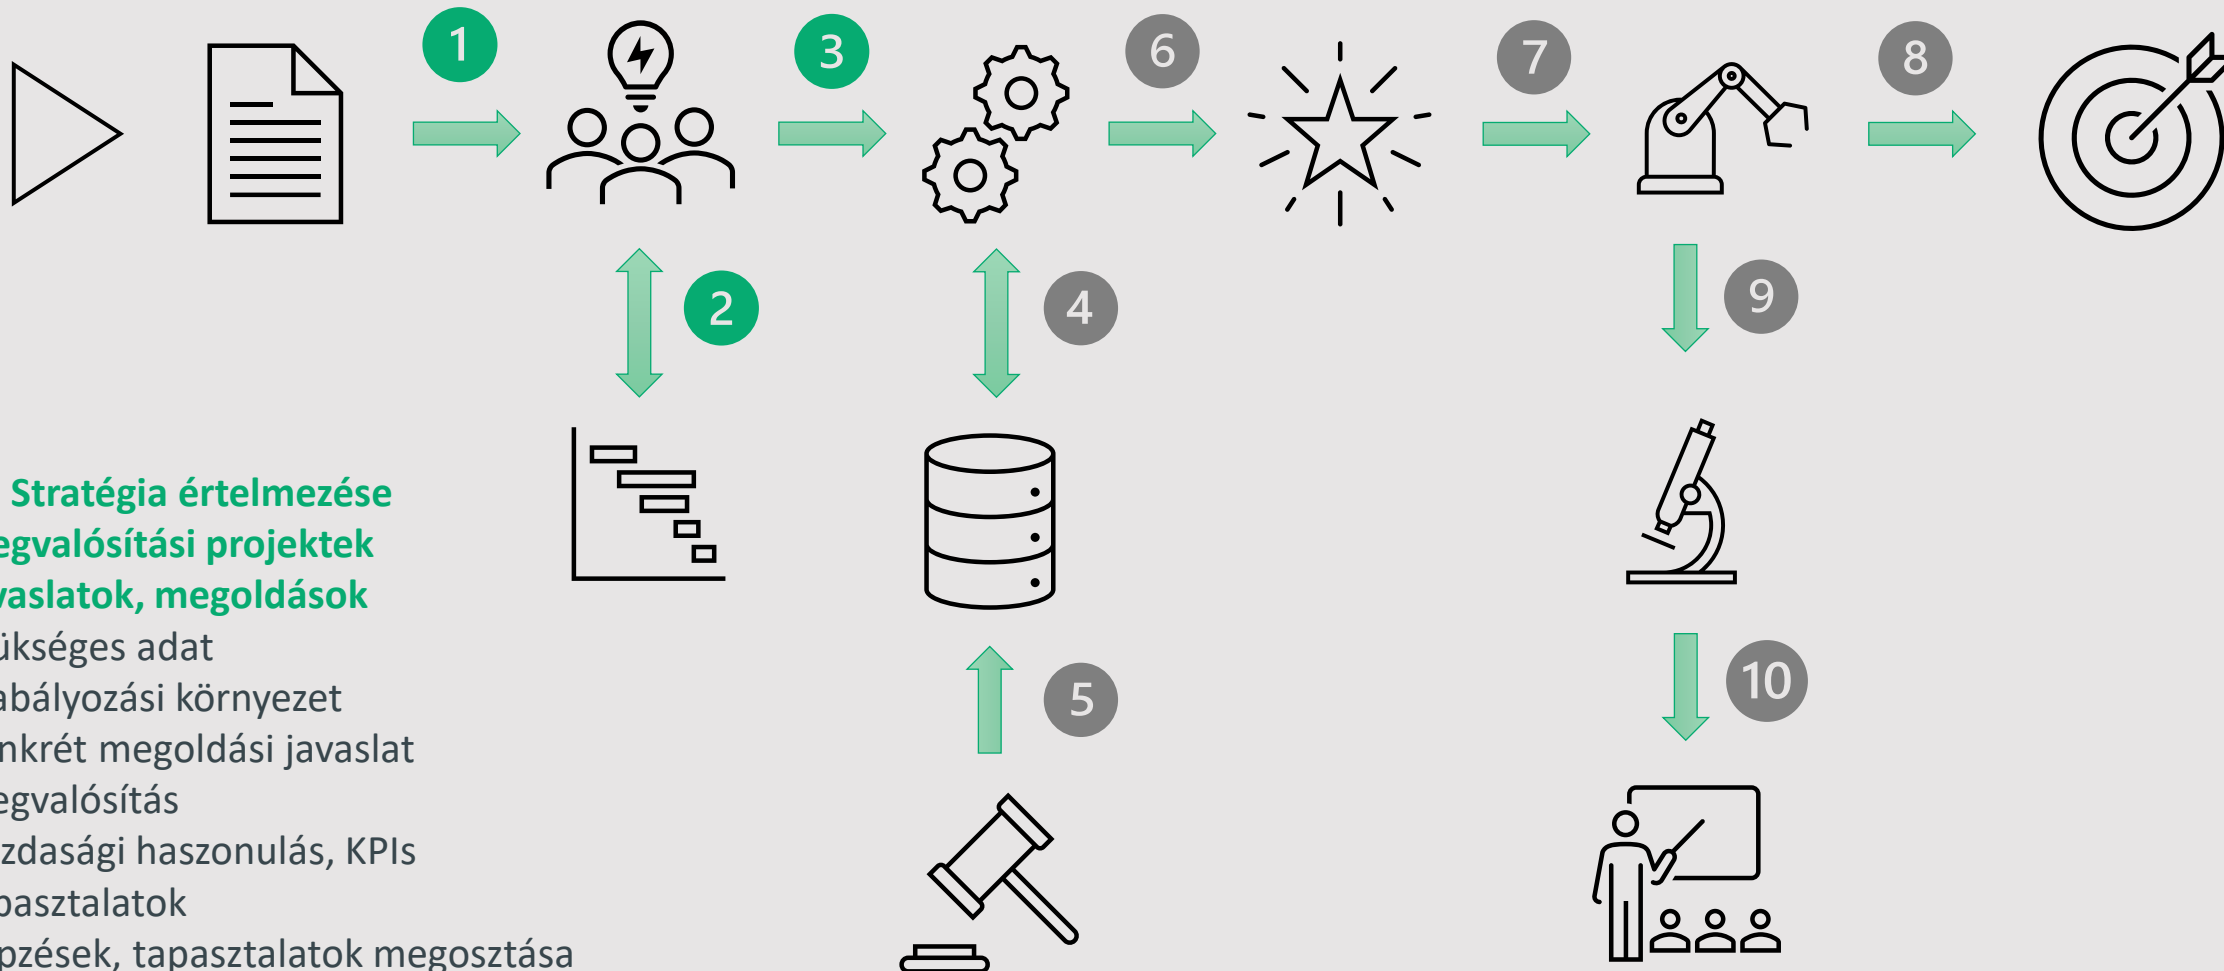 1
3
6
7
8
2
4
9
5
10
Stratégia értelmezése
egvalósítási projektek
vaslatok, megoldások
ükséges adat
abályozási környezet
nkrét megoldási javaslat
egvalósítás
zdasági haszonulás, KPIs
pasztalatok
pzések, tapasztalatok megosztása